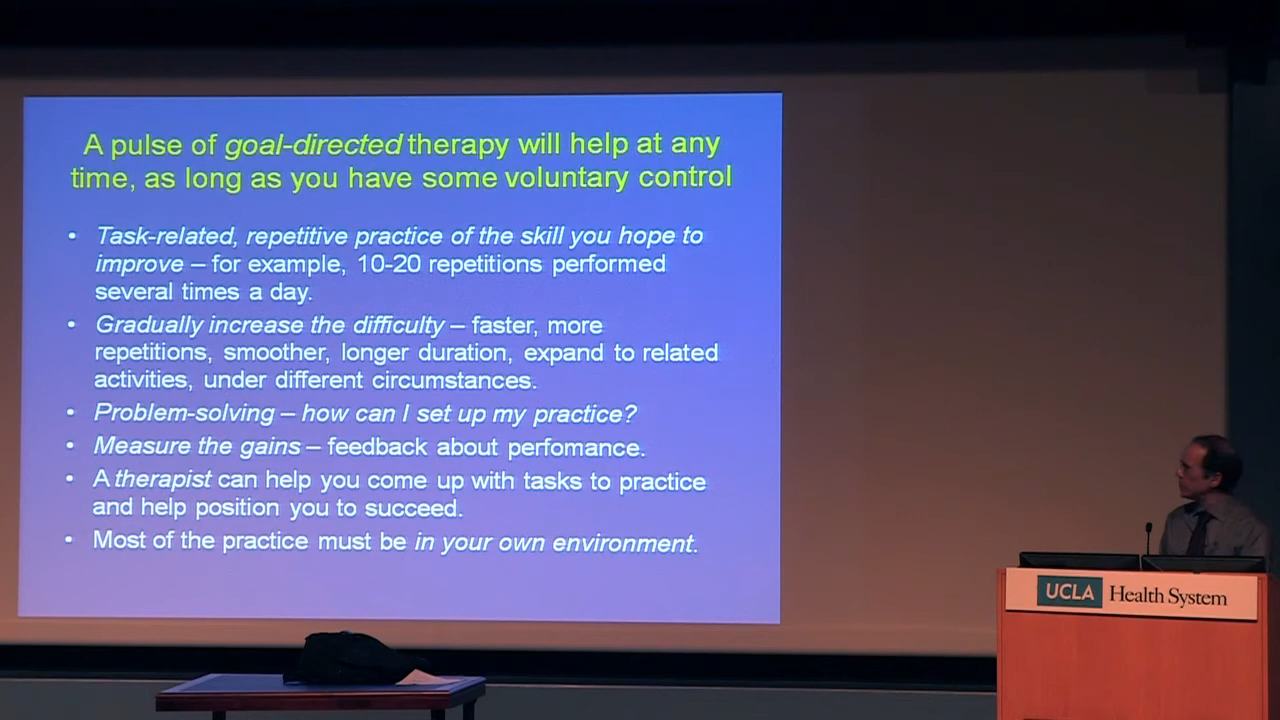 A pulse of goal-directed therapy will help at any
time, as long as you have some voluntary control
• Task-related, repetitive practice of the skill you hope to
improve – for example, 10-20 repetitions performed
several times a day.
• Gradually increase the difficulty – faster, more
repetitions, smoother, longer duration, expand to related
activities, under different circumstances.
• Problem-solving – how can I set up my practice?
• Measure the gains – feedback about perfomance.
• A therapist can help you come up with tasks to practice
and help position you to succeed.
• Most of the practice must be in your own environment.
UCLA Health System